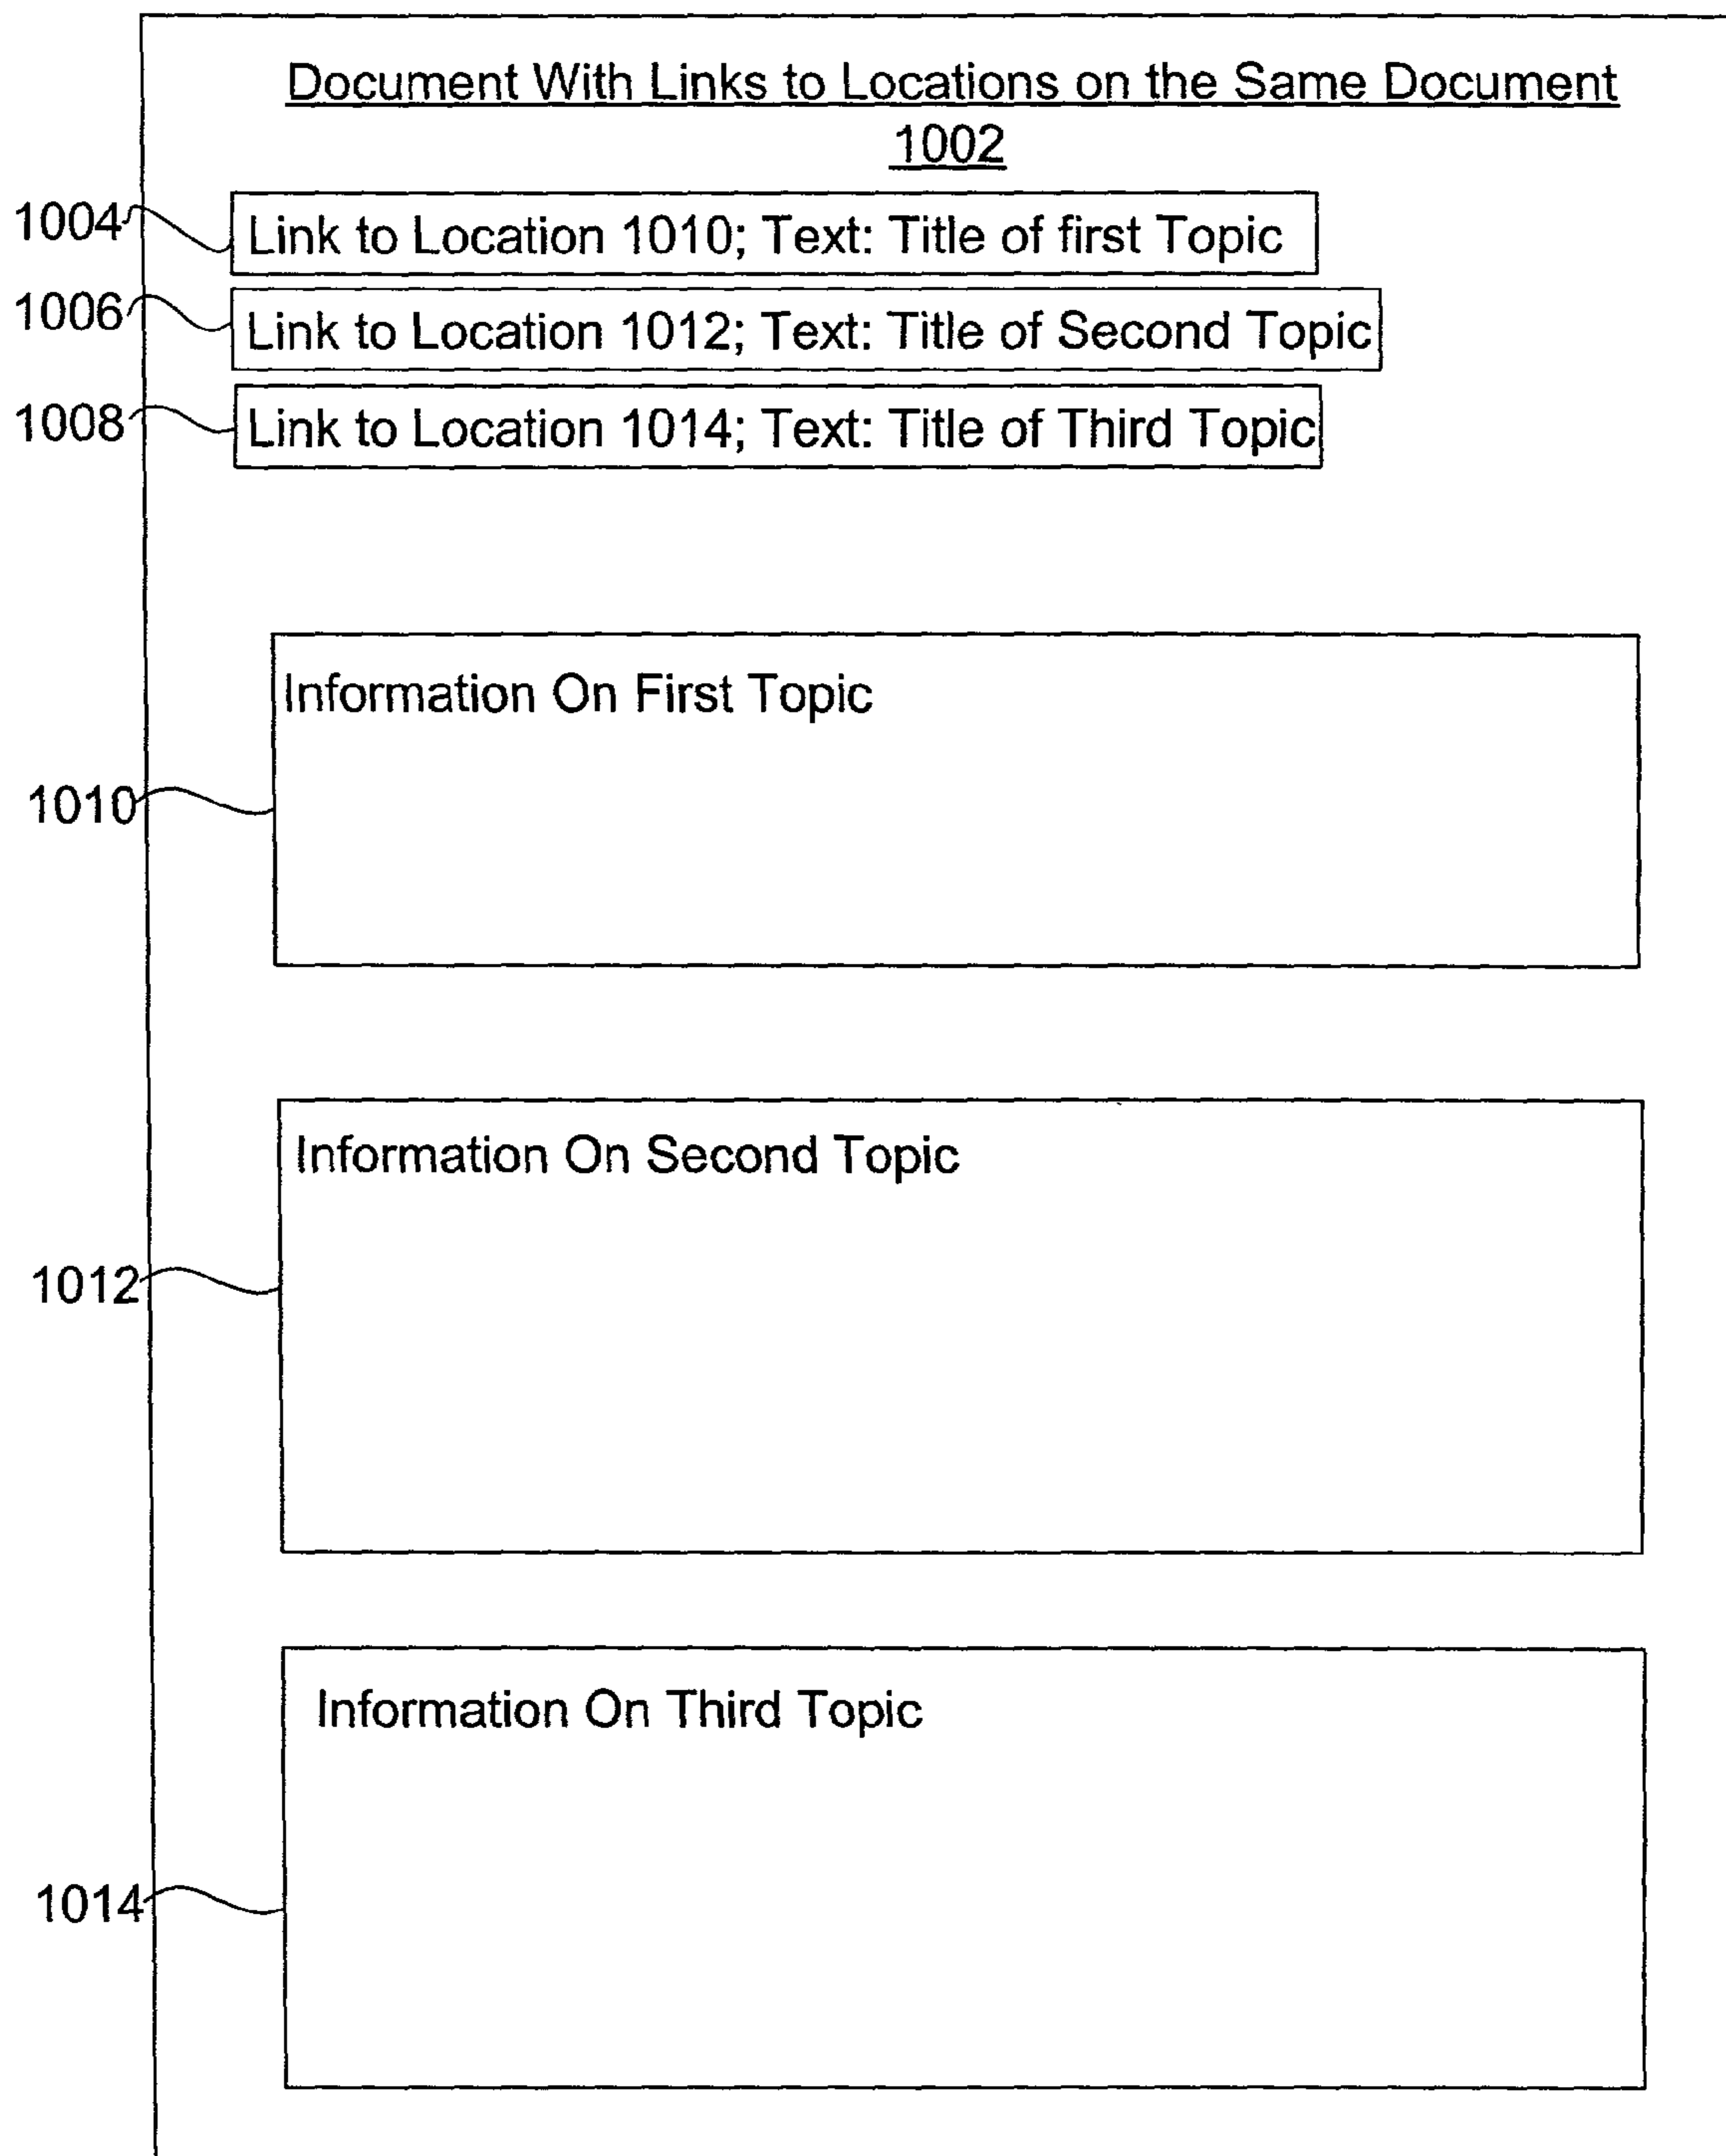 Document With Links to Locations on the Same Document
1002
1004
Link to Location 1010; Text: Title of first Topic
1006
Link to Location 1012; Text: Title of Second Topic
1008
Link to Location 1014; Text: Title of Third Topic
Information On First Topic
1010
Information On Second Topic
1012
Information On Third Topic
1014